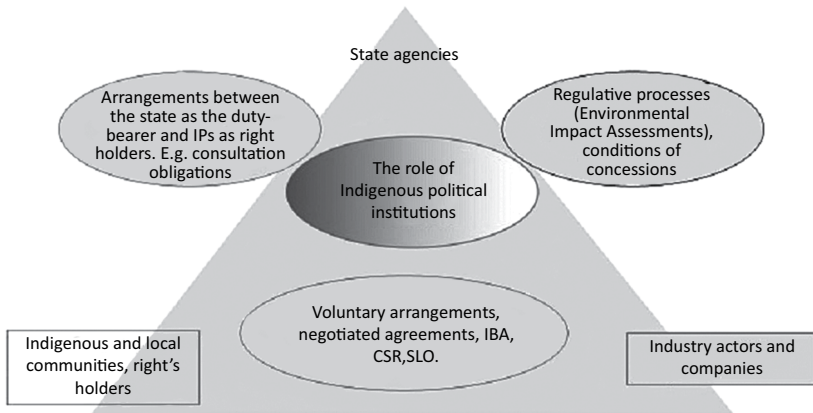 State agencies
Arrangements between
the state as the duty-
bearer and IPs as right
holders. E.g. consultation
obligations
Regulative processes
(Environmental
Impact Assessments),
conditions of
concessions
The role of
Indigenous political
institutions
Voluntary arrangements,
negotiated agreements, IBA,
CSR,SLO.
Indigenous and local
communities, right's
holders
Industry actors and
companies